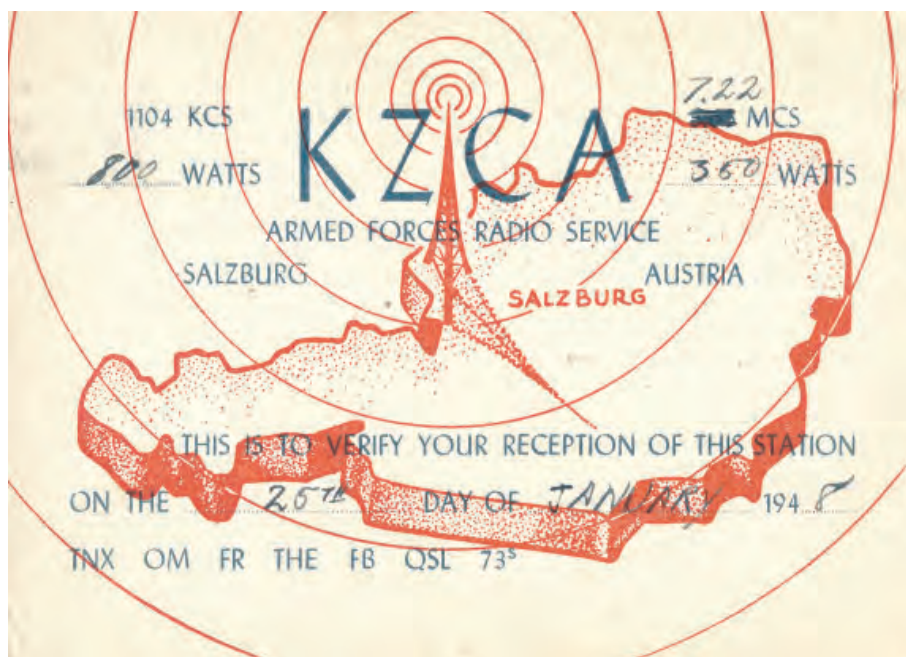 7.22
1104 KCS KZCA MCS
800 WATTS 350 WATTS
ARMED FORCES RADIO SERVICE
SALZBURG AUSTRIA
SALZBURG
THIS IS TO VERIFY YOUR RECEPTION OF THIS STATION
ON THE 25TH DAY OF JANUARY 1948
TNX OM FR THE FB QSL 73S